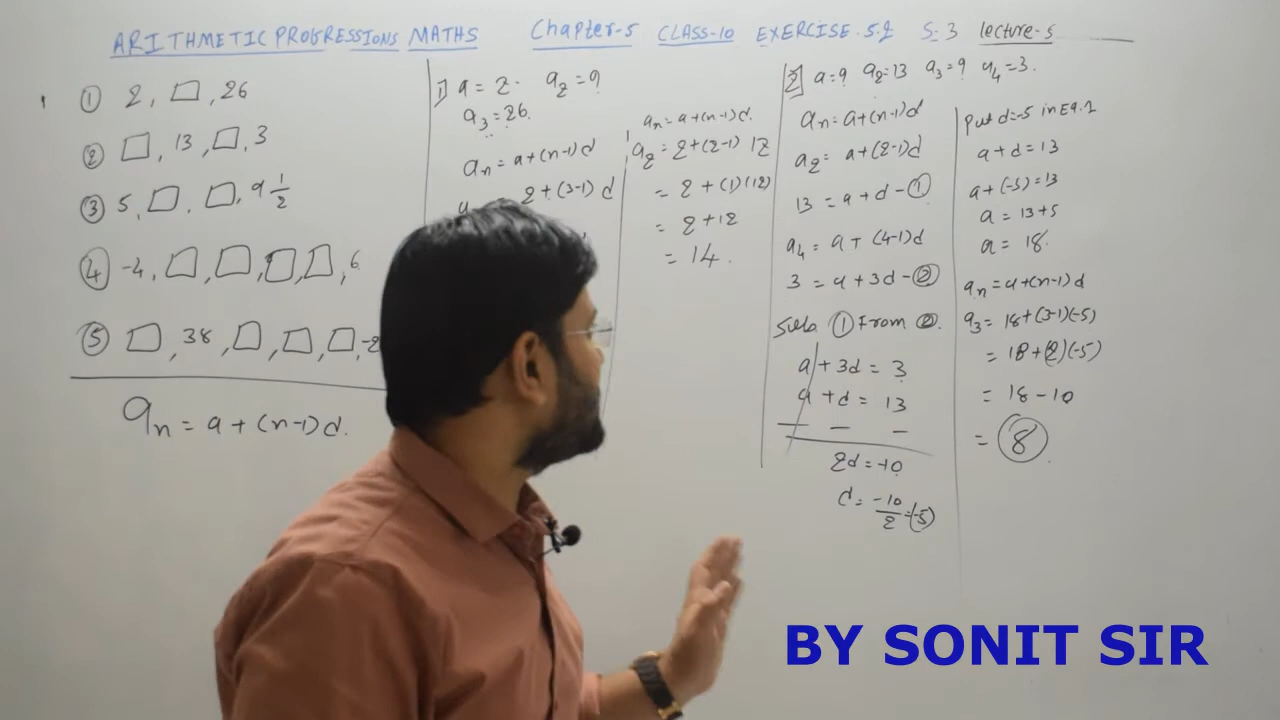 ARITHMETIC PROGRESSIONS MATHS Chapter-5 CLASS-10 EXERCISE 5.2 5.3 lecture-5
① 2, □, 26
② □, 13, □, 3
③ 5, □, □, 9 1/2
④ -4, □, □, □, □, 6
⑤ □, 38, □, □, □, -2
an = a+(n-1)d.
1] a = 2. a2=?
a3=26.
an = a+(n-1)d
2+(3-1)d
an = a+(n-1)d.
a2 = 2+(2-1) 12
= 2+(1)(12)
= 2+12
= 14.
2] a=? a2=13 a3=? a4=3.
an=a+(n-1)d
a2= a+(2-1)d
13 = a+d-①
a4= a+(4-1)d
3 = a+3d-②
Subs ① From ②.
a+3d = 3
a+d = 13
- - -
2d=-10
d= -10/2 =(-5)
Put d=-5 in Eq.1
a+d=13
a+(-5)=13
a = 13+5
a = 18
an=a+(n-1)d
a3= 18+(3-1)(-5)
= 18+(2)(-5)
= 18-10
= 8
BY SONIT SIR